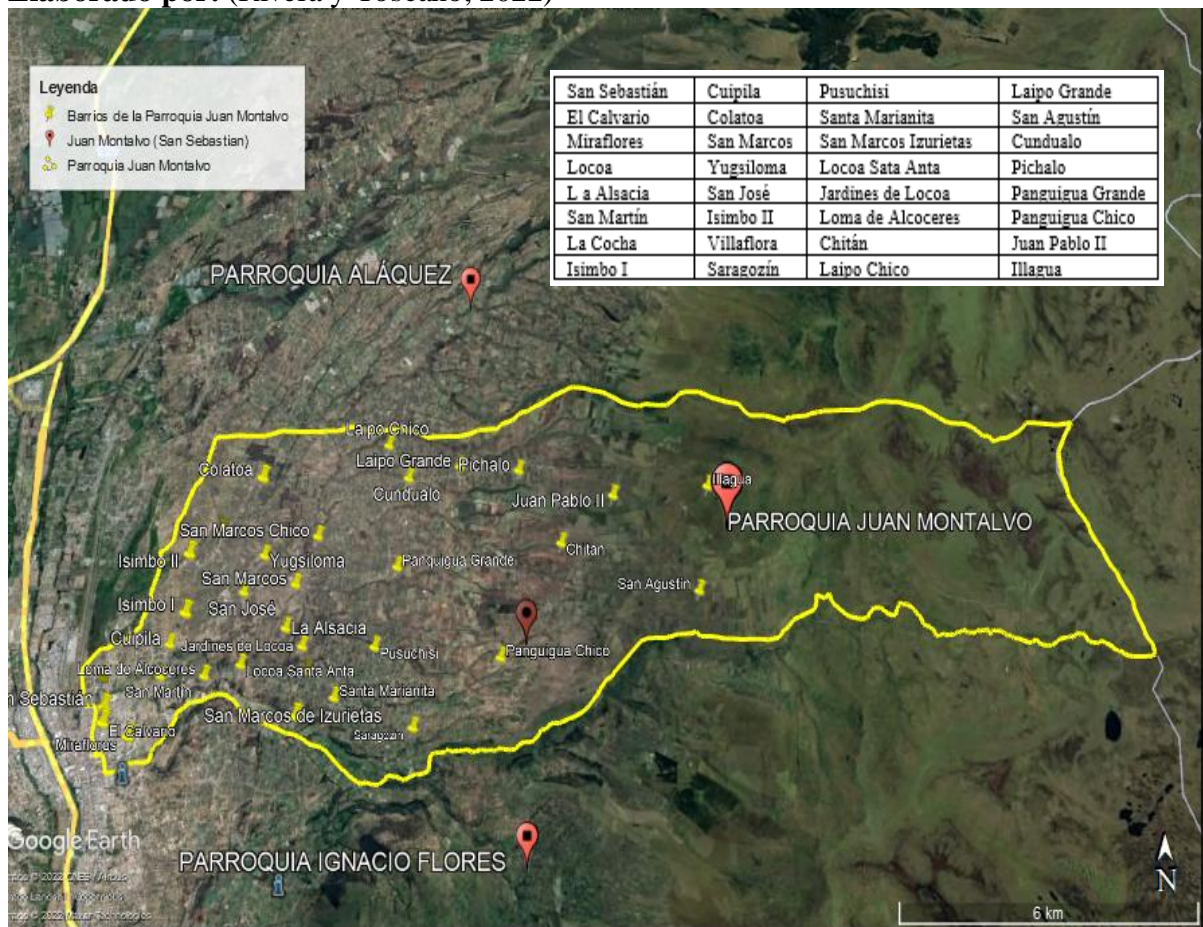 Elaborado por: (Rivera y Toscano, 2022)
Leyenda
Barrios de la Parroquia Juan Montalvo
Juan Montalvo (San Sebastian)
Parroquia Juan Montalvo
San Sebastián Cuipila Pusuchisi Laipo Grande
El Calvario Colatoa Santa Marianita San Agustín
Miraflores San Marcos San Marcos Izurietas Cundualo
Locoa Yugsiloma Locoa Sata Anta Pichalo
L a Alsacia San José Jardines de Locoa Panguigua Grande
San Martín Isimbo II Loma de Alcoceres Panguigua Chico
La Cocha Villaflora Chitán Juan Pablo II
Isimbo I Saragozín Laipo Chico Illagua
PARROQUIA ALÁQUEZ
Laipo Chico
Laipo Grande
Pichalo
Colatoa
Cundualo
Juan Pablo II
Illagua
PARROQUIA JUAN MONTALVO
San Marcos Chico
Isimbo II
Yugsiloma
Panquigua Grande
Chitan
San Marcos
San Agustin
Isimbo I
San José
La Alsacia
Cuipila
Jardines de Locoa
Pusuchisi
Panguigua Chico
Loma de Alcoceres
Locoa Santa Anta
San Martin
Santa Marianita
n Sebastián
San Marcos de Izurietas
El Calvario
Saragozin
Miraflores
Google Earth
PARROQUIA IGNACIO FLORES
N
6 km